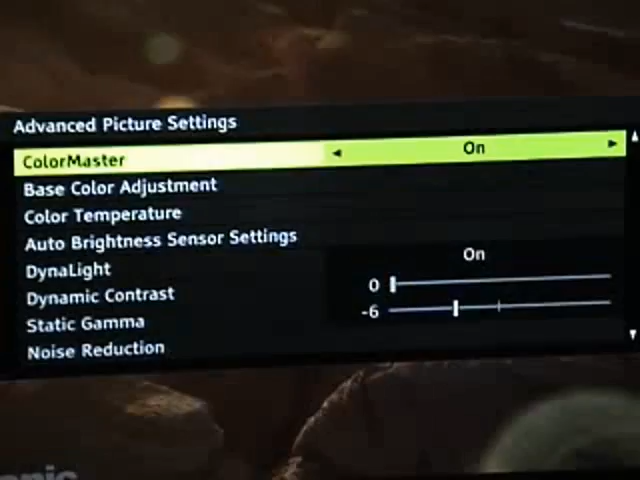 Advanced Picture Settings
ColorMaster On
Base Color Adjustment
Color Temperature
Auto Brightness Sensor Settings
DynaLight On
Dynamic Contrast 0
Static Gamma -6
Noise Reduction